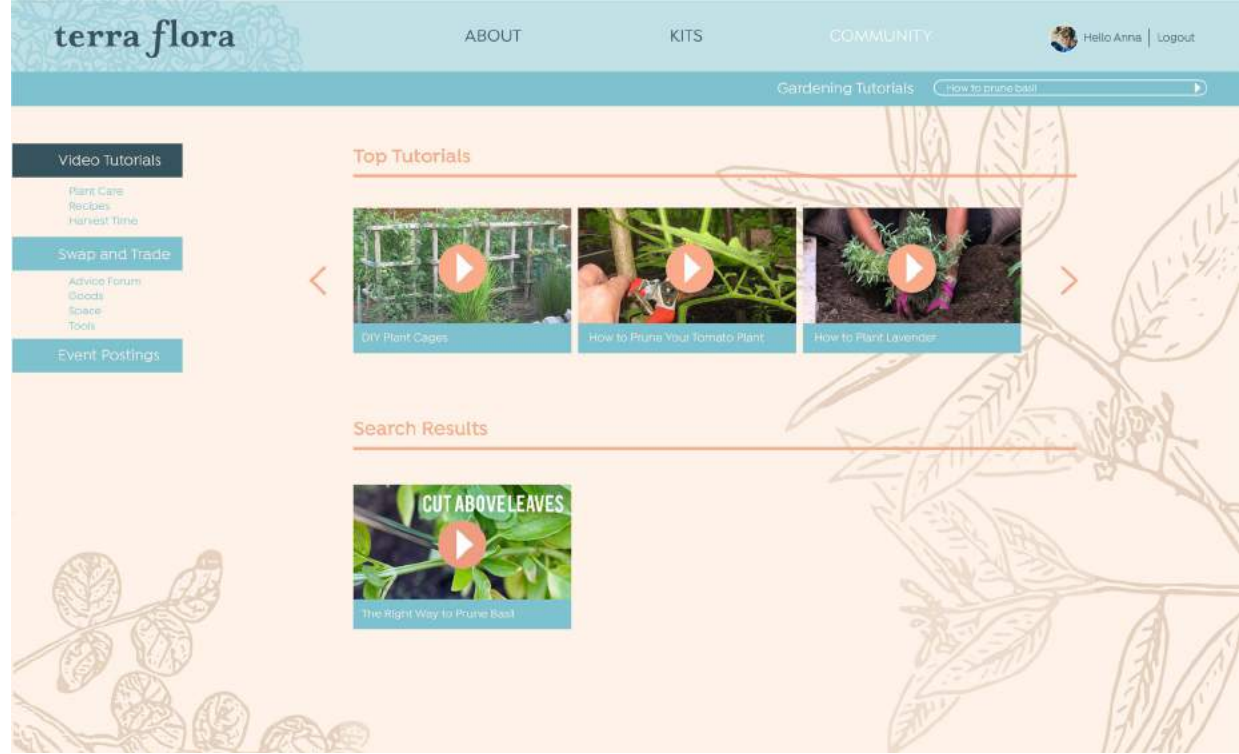 terra flora
ABOUT
KITS
COMMUNITY
Hello Anna | Logout
Gardening Tutorials
How to prune basil
Video Tutorials
Plant Care
Recipes
Harvest Time
Swap and Trade
Advice Forum
Goods
Space
Tools
Event Postings
Top Tutorials
DIY Plant Cages
How to Prune Your Tomato Plant
How to Plant Lavender
Search Results
CUT ABOVE LEAVES
The Right Way to Prune Basil